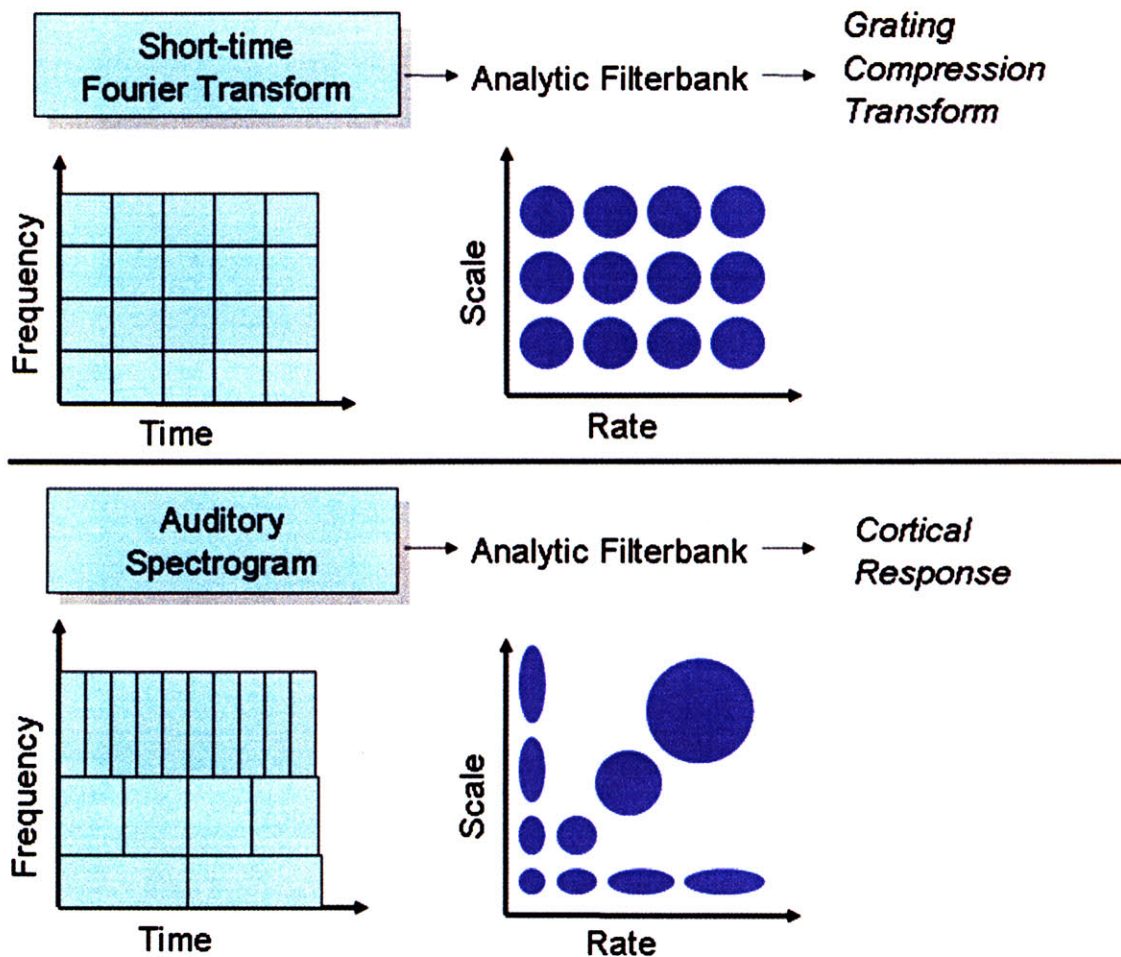 Short-time
Fourier Transform
Analytic Filterbank
Grating
Compression
Transform
Frequency
Time
Scale
Rate
Auditory
Spectrogram
Analytic Filterbank
Cortical
Response
Frequency
Time
Scale
Rate